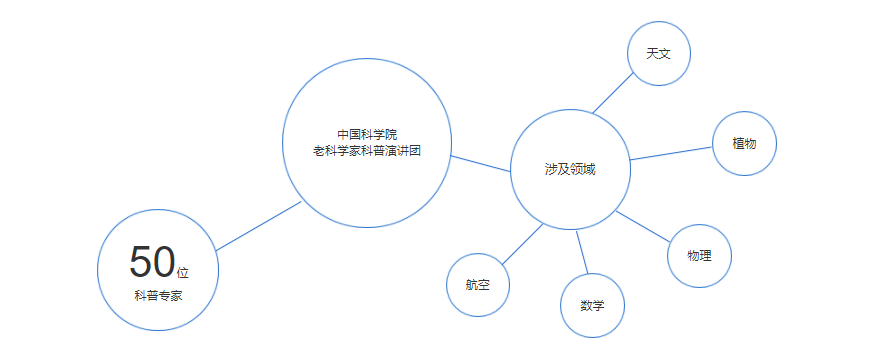 中国科学院
老科学家科普演讲团
50位
科普专家
涉及领域
天文
植物
物理
数学
航空